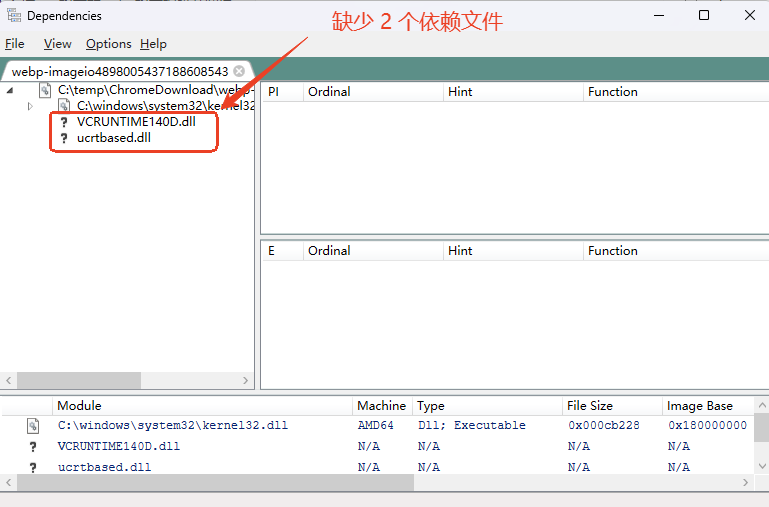 Dependencies
缺少 2 个依赖文件
File View Options Help
webp-imageio4898005437188608543
C:\temp\ChromeDownload\webp-
C:\windows\system32\kernel32
VCRUNTIME140D.dll
ucrtbased.dll
PI Ordinal Hint Function
E Ordinal Hint Function
Module Machine Type File Size Image Base
C:\windows\system32\kernel32.dll AMD64 Dll; Executable 0x000cb228 0x180000000
VCRUNTIME140D.dll N/A N/A N/A N/A
ucrtbased.dll N/A N/A N/A N/A